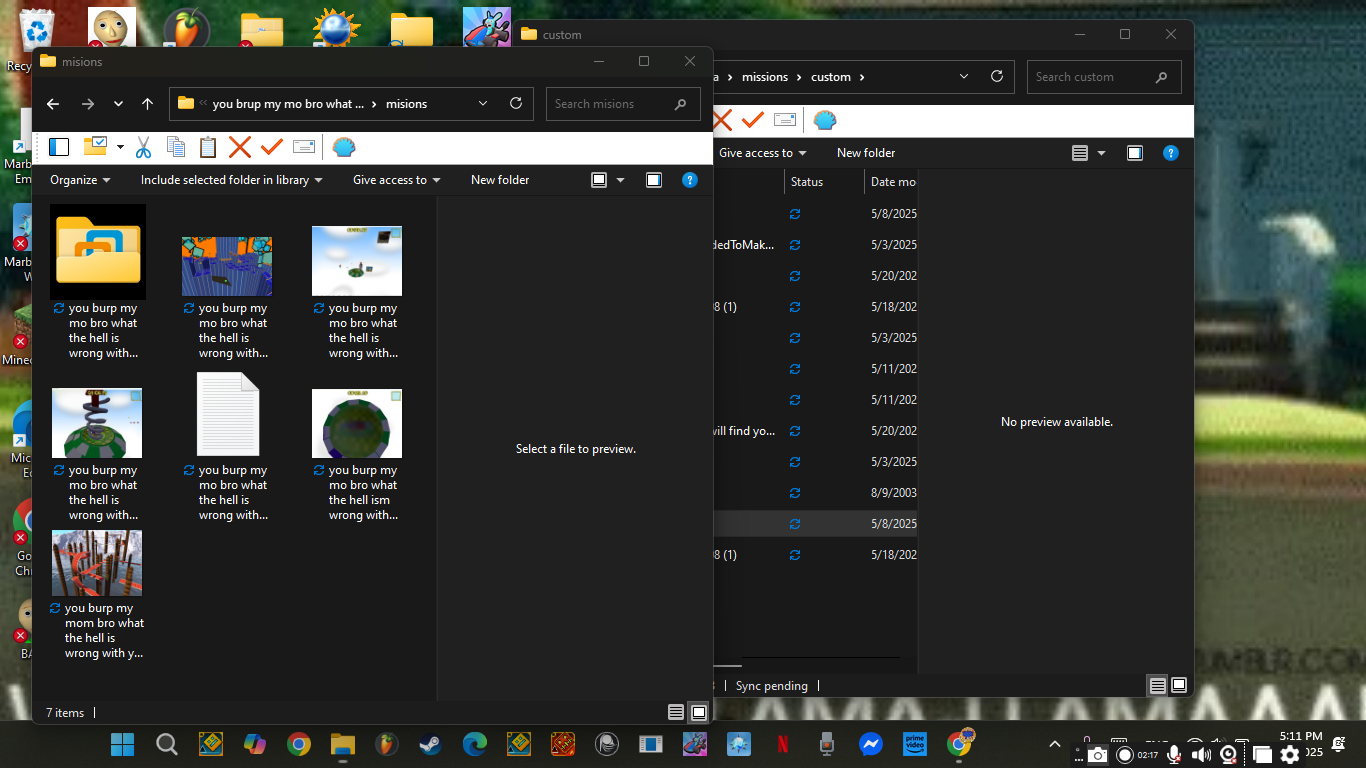 Recy
custom
misions
a › missions › custom ›
Search custom
« you brup my mo bro what ... › misions
Search misions
Organize
Include selected folder in library
Give access to
New folder
Give access to
New folder
Status
Date mo
5/8/2025
dedToMak...
5/3/2025
5/20/202
98 (1)
5/18/202
5/3/2025
5/11/202
5/11/202
will find yo...
5/20/202
5/3/2025
8/9/2003
5/8/2025
98 (1)
5/18/202
No preview available.
Marb
Em
Marb
W
Mine
Mic
Ed
Go
Chi
BA
you burp my
mo bro what
the hell is
wrong with...
you burp my
mo bro what
the hell is
wrong with...
you burp my
mo bro what
the hell is
wrong with...
you burp my
mo bro what
the hell is
wrong with...
you burp my
mo bro what
the hell is
wrong with...
you burp my
mo bro what
the hell ism
wrong with...
you burp my
mom bro what
the hell is
wrong with y...
Select a file to preview.
7 items
Sync pending
5:11 PM
02:17
025